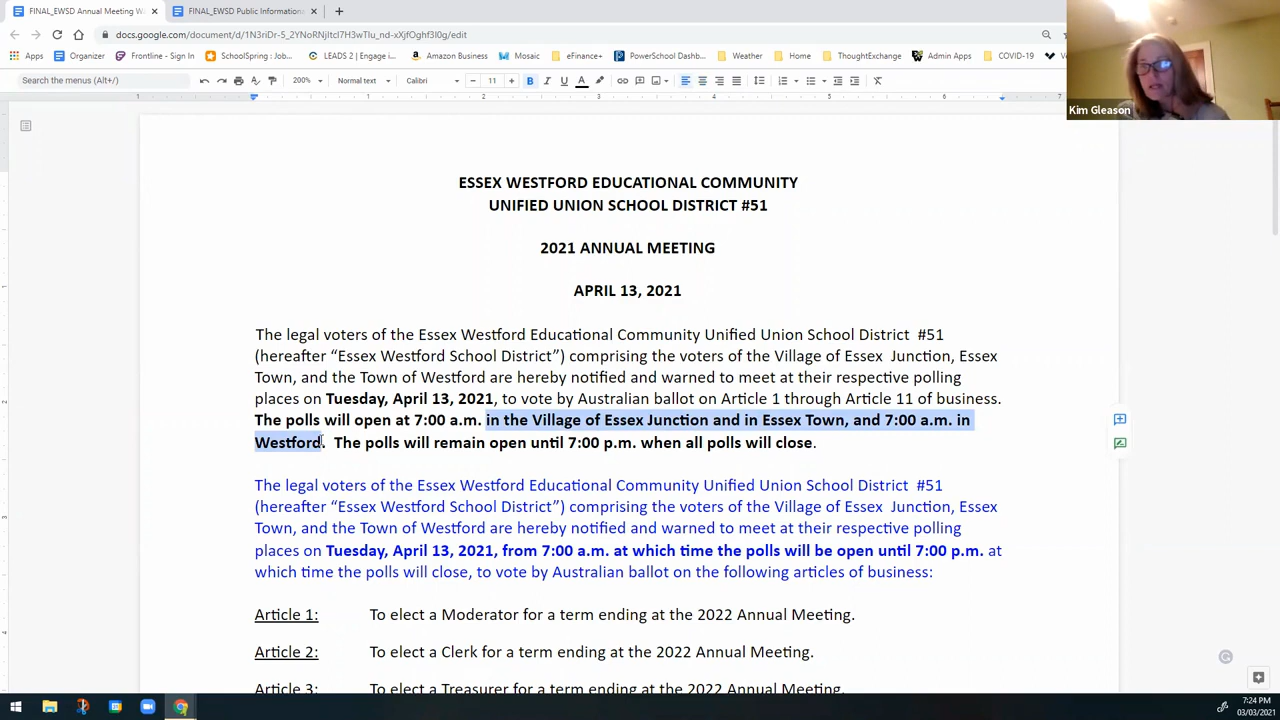 FINAL_EWSD Annual Meeting W
FINAL_EWSD Public Information
docs.google.com/document/d/1N3riDr-5_2YNoRNjItcl7H3wTlu_nd-xXjfOghf3I0g/edit
Apps Organizer Frontline - Sign In SchoolSpring : Job... LEADS 2 | Engage i... Amazon Business Mosaic eFinance+ PowerSchool Dashb... Weather Home ThoughtExchange Admin Apps COVID-19
Kim Gleason
Search the menus (Alt+/) 200% Normal text Calibri 11 B I U A
1 1 2 3 4 5 6 7
ESSEX WESTFORD EDUCATIONAL COMMUNITY
UNIFIED UNION SCHOOL DISTRICT #51
2021 ANNUAL MEETING
APRIL 13, 2021
The legal voters of the Essex Westford Educational Community Unified Union School District #51
(hereafter “Essex Westford School District”) comprising the voters of the Village of Essex Junction, Essex
Town, and the Town of Westford are hereby notified and warned to meet at their respective polling
places on Tuesday, April 13, 2021, to vote by Australian ballot on Article 1 through Article 11 of business.
The polls will open at 7:00 a.m. in the Village of Essex Junction and in Essex Town, and 7:00 a.m. in
Westford. The polls will remain open until 7:00 p.m. when all polls will close.
The legal voters of the Essex Westford Educational Community Unified Union School District #51
(hereafter “Essex Westford School District”) comprising the voters of the Village of Essex Junction, Essex
Town, and the Town of Westford are hereby notified and warned to meet at their respective polling
places on Tuesday, April 13, 2021, from 7:00 a.m. at which time the polls will be open until 7:00 p.m. at
which time the polls will close, to vote by Australian ballot on the following articles of business:
Article 1: To elect a Moderator for a term ending at the 2022 Annual Meeting.
Article 2: To elect a Clerk for a term ending at the 2022 Annual Meeting.
Article 3: To elect a Treasurer for a term ending at the 2022 Annual Meeting.
7:24 PM
03/03/2021